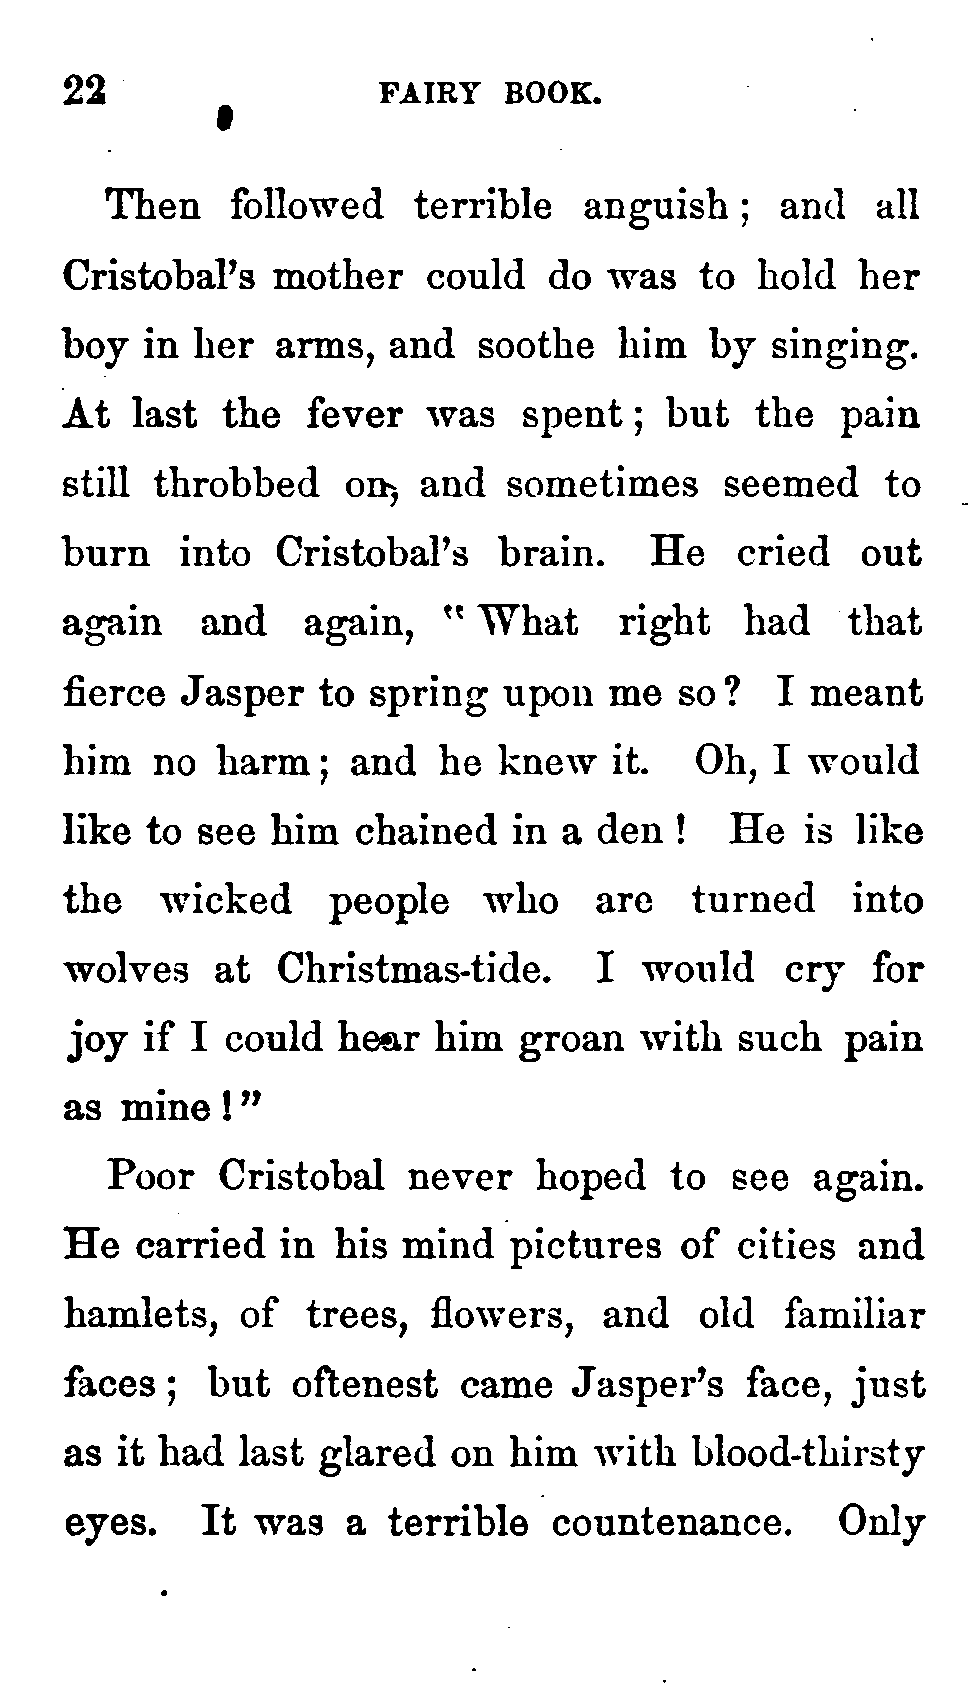 22 FAIRY BOOK.
Then followed terrible anguish; and all
Cristobal's mother could do was to hold her
boy in her arms, and soothe him by singing.
At last the fever was spent; but the pain
still throbbed on, and sometimes seemed to
burn into Cristobal's brain. He cried out
again and again, "What right had that
fierce Jasper to spring upon me so? I meant
him no harm; and he knew it. Oh, I would
like to see him chained in a den! He is like
the wicked people who are turned into
wolves at Christmas-tide. I would cry for
joy if I could hear him groan with such pain
as mine!"
Poor Cristobal never hoped to see again.
He carried in his mind pictures of cities and
hamlets, of trees, flowers, and old familiar
faces; but oftenest came Jasper's face, just
as it had last glared on him with blood-thirsty
eyes. It was a terrible countenance. Only